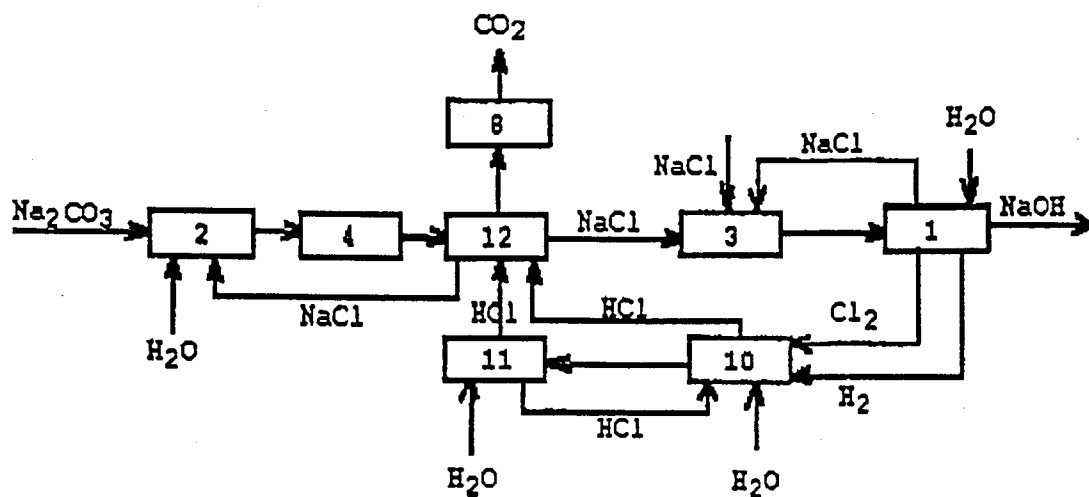 CO₂
8
H₂O
NaCl
NaCl
Na₂CO₃
2
4
12
NaCl
3
1
NaOH
NaCl
HCl
HCl
Cl₂
H₂O
11
10
H₂
HCl
H₂O
H₂O